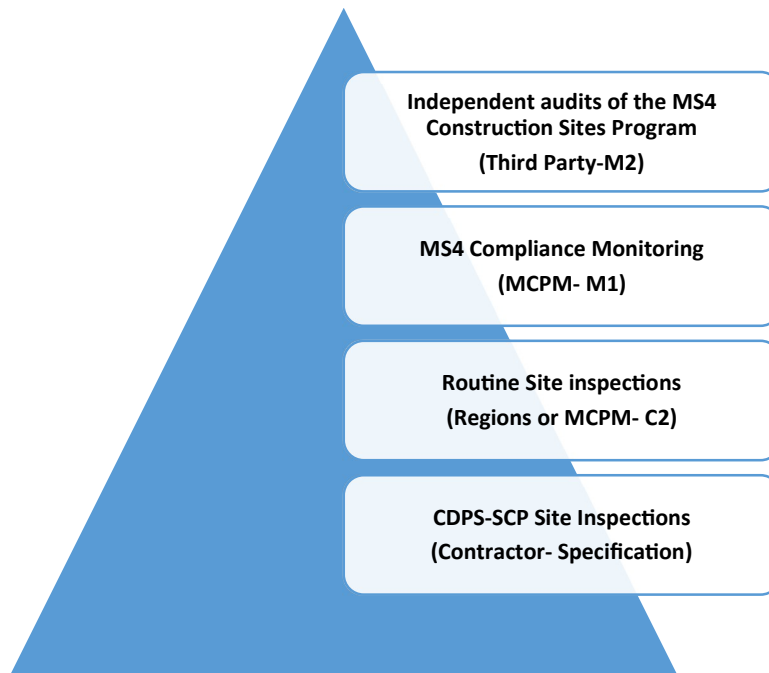 Independent audits of the MS4
Construction Sites Program
(Third Party-M2)
MS4 Compliance Monitoring
(MCPM- M1)
Routine Site inspections
(Regions or MCPM- C2)
CDPS-SCP Site Inspections
(Contractor- Specification)